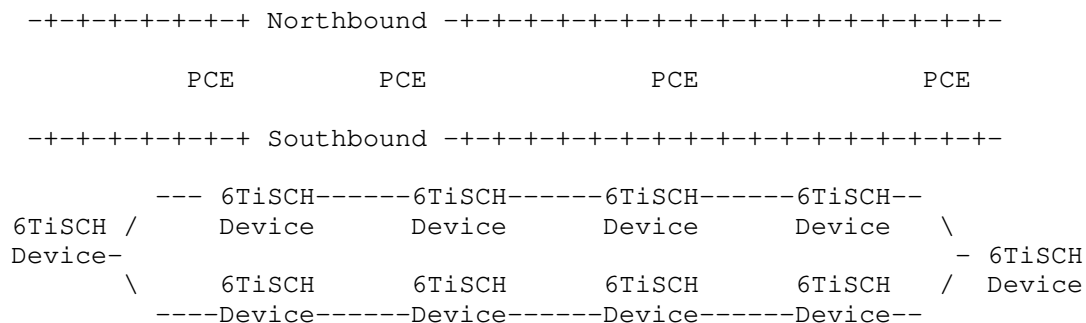 -+-+-+-+-+-+ Northbound -+-+-+-+-+-+-+-+-+-+-+-+-+-+-+-+-+-
PCE PCE PCE PCE
-+-+-+-+-+-+ Southbound -+-+-+-+-+-+-+-+-+-+-+-+-+-+-+-+-+-
--- 6TiSCH------6TiSCH------6TiSCH------6TiSCH--
6TiSCH / Device Device Device Device \
Device- - 6TiSCH
\ 6TiSCH 6TiSCH 6TiSCH 6TiSCH / Device
----Device------Device------Device------Device--